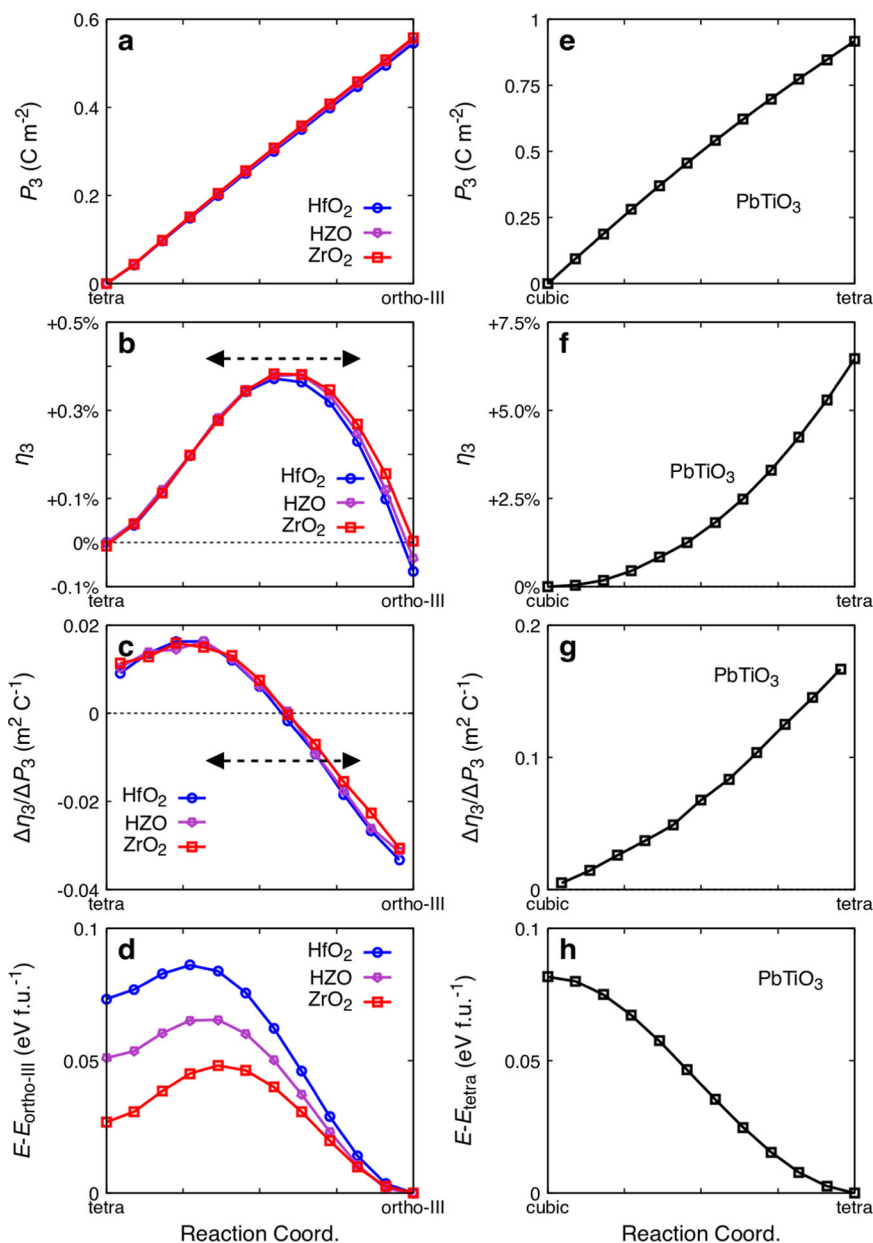 a
0.6
0.4
0.2
0
P3 (C m-2)
HfO2
HZO
ZrO2
tetra
ortho-III
e
1
0.75
0.5
0.25
0
P3 (C m-2)
PbTiO3
cubic
tetra
b
+0.5%
+0.3%
+0.1%
0%
-0.1%
η3
HfO2
HZO
ZrO2
tetra
ortho-III
f
+7.5%
+5.0%
+2.5%
0%
η3
PbTiO3
cubic
tetra
c
0.02
0
-0.02
-0.04
Δη3/ΔP3 (m2 C-1)
HfO2
HZO
ZrO2
tetra
ortho-III
g
0.2
0.1
0
Δη3/ΔP3 (m2 C-1)
PbTiO3
cubic
tetra
d
0.1
0.05
0
E-Eortho-III (eV f.u.-1)
HfO2
HZO
ZrO2
tetra
ortho-III
Reaction Coord.
h
0.1
0.05
0
E-Etetra (eV f.u.-1)
PbTiO3
cubic
tetra
Reaction Coord.